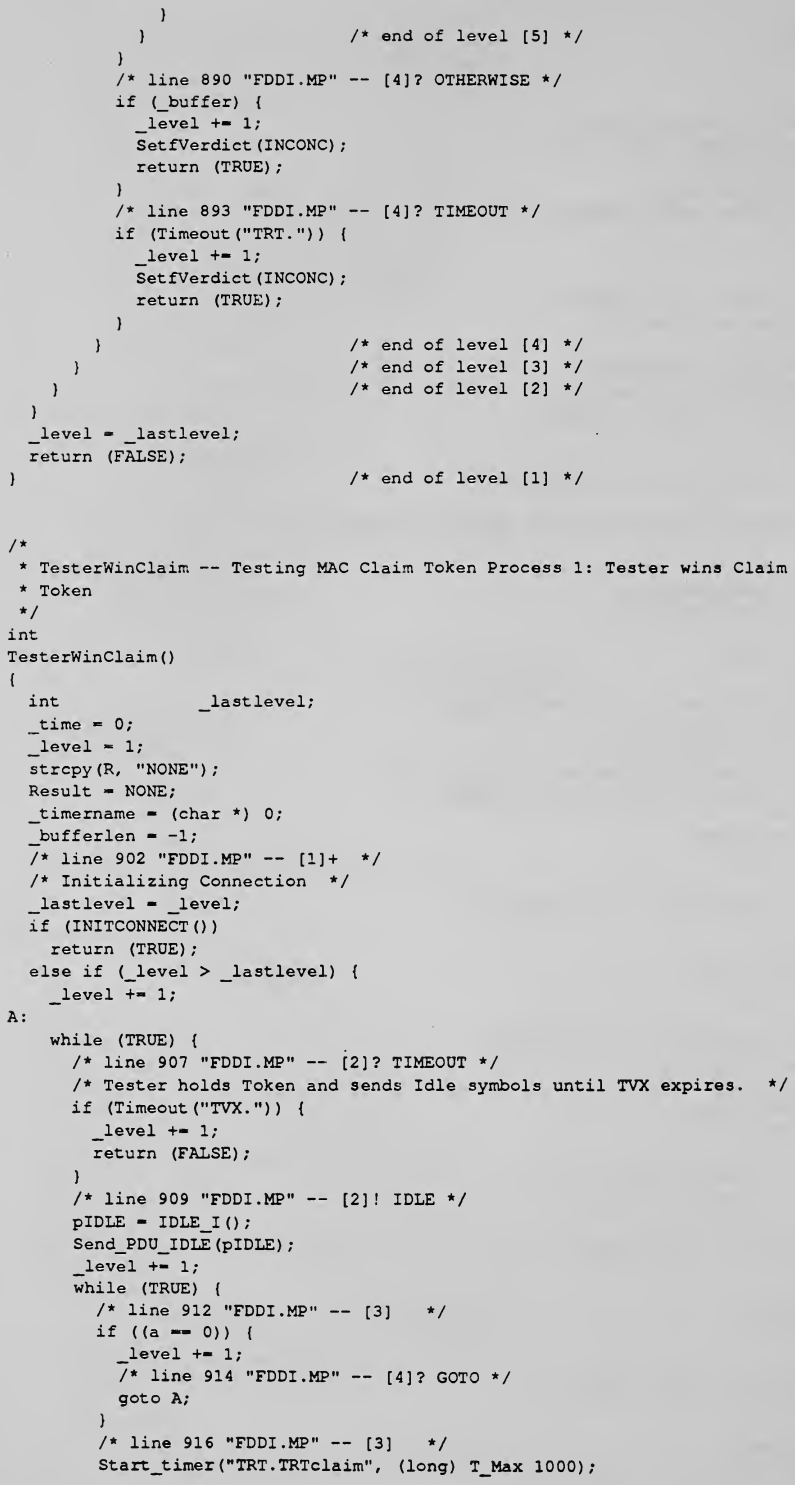 }
} /* end of level [5] */
}
/* line 890 "FDDI.MP" -- [4]? OTHERWISE */
if (_buffer) {
_level += 1;
SetfVerdict(INCONC);
return (TRUE);
}
/* line 893 "FDDI.MP" -- [4]? TIMEOUT */
if (Timeout("TRT.")) {
_level += 1;
SetfVerdict(INCONC);
return (TRUE);
}
} /* end of level [4] */
} /* end of level [3] */
} /* end of level [2] */
}
_level = _lastlevel;
return (FALSE);
} /* end of level [1] */
/*
* TesterWinClaim -- Testing MAC Claim Token Process 1: Tester wins Claim
* Token
*/
int
TesterWinClaim()
{
int _lastlevel;
_time = 0;
_level = 1;
strcpy(R, "NONE");
Result = NONE;
_timername = (char *) 0;
_bufferlen = -1;
/* line 902 "FDDI.MP" -- [1]+ */
/* Initializing Connection */
_lastlevel = _level;
if (INITCONNECT())
return (TRUE);
else if (_level > _lastlevel) {
_level += 1;
A:
while (TRUE) {
/* line 907 "FDDI.MP" -- [2]? TIMEOUT */
/* Tester holds Token and sends Idle symbols until TVX expires. */
if (Timeout("TVX.")) {
_level += 1;
return (FALSE);
}
/* line 909 "FDDI.MP" -- [2]! IDLE */
pIDLE = IDLE_I();
Send_PDU_IDLE(pIDLE);
_level += 1;
while (TRUE) {
/* line 912 "FDDI.MP" -- [3] */
if ((a == 0)) {
_level += 1;
/* line 914 "FDDI.MP" -- [4]? GOTO */
goto A;
}
/* line 916 "FDDI.MP" -- [3] */
Start_timer("TRT.TRTclaim", (long) T_Max 1000);